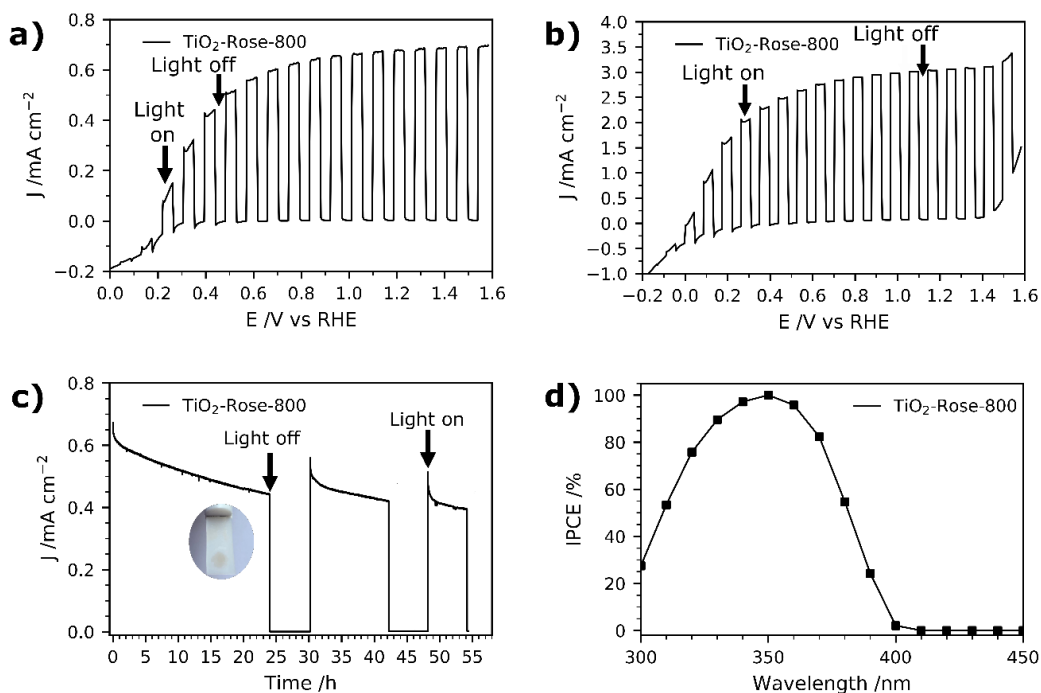 a)
TiO₂-Rose-800
Light off
Light
on
J /mA cm⁻²
0.8
0.6
0.4
0.2
0.0
−0.2
0.0 0.2 0.4 0.6 0.8 1.0 1.2 1.4 1.6
E /V vs RHE
b)
TiO₂-Rose-800
Light off
Light on
J /mA cm⁻²
4.0
3.5
3.0
2.5
2.0
1.5
1.0
0.5
0.0
−0.5
−1.0
−0.2 0.0 0.2 0.4 0.6 0.8 1.0 1.2 1.4 1.6
E /V vs RHE
c)
TiO₂-Rose-800
Light off
Light on
J /mA cm⁻²
0.8
0.6
0.4
0.2
0.0
0 5 10 15 20 25 30 35 40 45 50 55
Time /h
d)
TiO₂-Rose-800
IPCE /%
100
80
60
40
20
0
300 350 400 450
Wavelength /nm